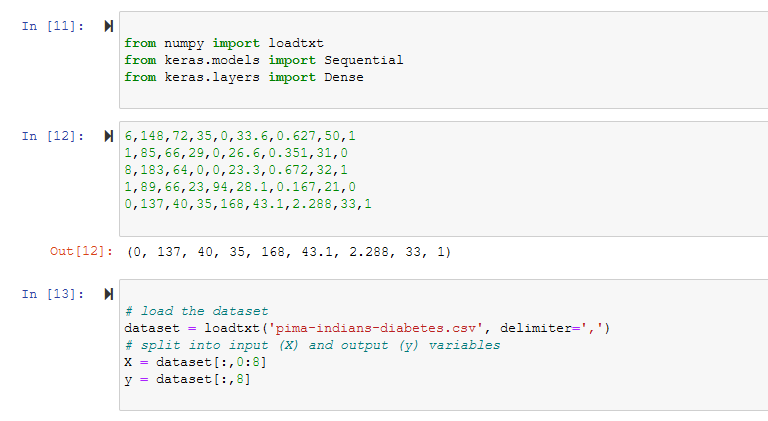 In [11]:
from numpy import loadtxt
from keras.models import Sequential
from keras.layers import Dense
In [12]:
6,148,72,35,0,33.6,0.627,50,1
1,85,66,29,0,26.6,0.351,31,0
8,183,64,0,0,23.3,0.672,32,1
1,89,66,23,94,28.1,0.167,21,0
0,137,40,35,168,43.1,2.288,33,1
Out[12]: (0, 137, 40, 35, 168, 43.1, 2.288, 33, 1)
In [13]:
# load the dataset
dataset = loadtxt('pima-indians-diabetes.csv', delimiter=',')
# split into input (X) and output (y) variables
X = dataset[:,0:8]
y = dataset[:,8]